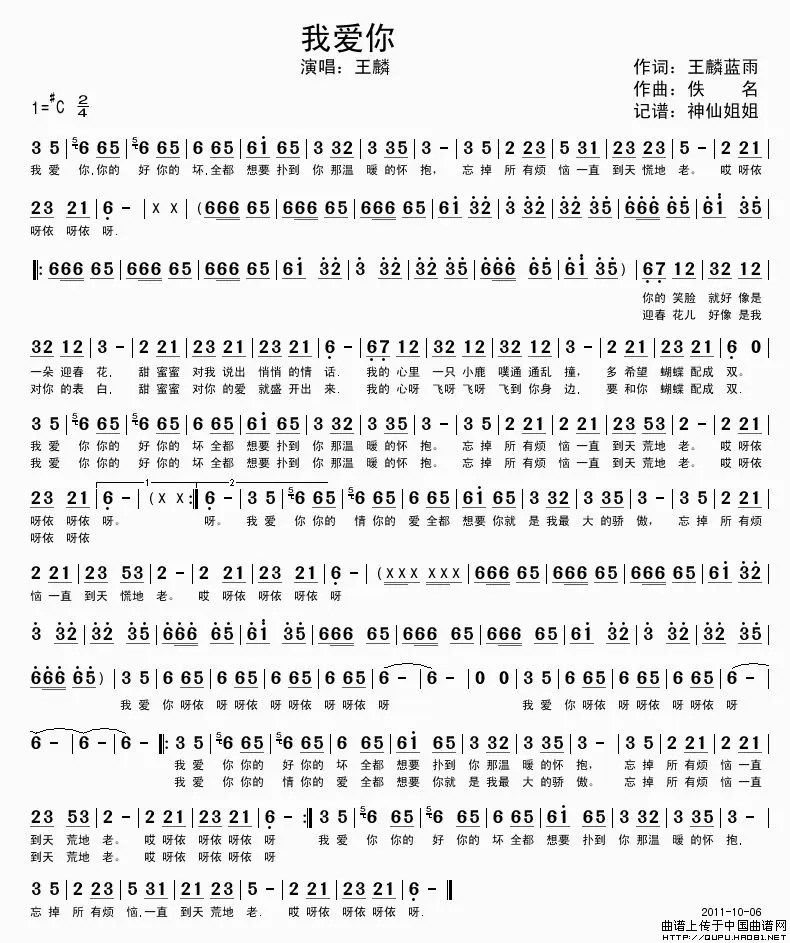 我爱你
演唱：王麟
作词：王麟蓝雨
作曲：佚 名
1=#C 2/4
记谱：神仙姐姐
3 5 | 5 6 65 | 5 6 65 | 6 65 | 61 65 | 3 32 | 3 35 | 3 - | 3 5 | 2 23 | 5 31 | 23 23 | 5 - | 2 21 |
我 爱 你,你的 好 你的 坏,全都 想要 扑到 你 那温 暖 的怀 抱， 忘 掉 所 有烦 恼 一直 到天 慌地 老。 哎 呀依
23 21 | 6 - | X X | (666 65 | 666 65 | 666 65 | 61 32 | 3 32 | 32 35 | 666 65 | 61 35 |
呀依 呀依 呀.
|: 666 65 | 666 65 | 666 65 | 61 32 | 3 32 | 32 35 | 666 65 | 61 35 ) | 67 12 | 32 12 |
你的 笑脸 就好 像是
迎春 花儿 好像 是我
32 12 | 3 - | 2 21 | 23 21 | 23 21 | 6 - | 67 12 | 32 12 | 32 12 | 3 - | 2 21 | 23 21 | 6 0 |
一朵 迎春 花， 甜 蜜蜜 对我 说出 悄悄 的情 话. 我的 心里 一只 小鹿 噗通 通乱 撞， 多 希望 蝴蝶 配成 双。
对你 的表 白， 甜 蜜蜜 对你 的爱 就盛 开出 来. 我的 心呀 飞呀 飞呀 飞到 你身 边， 要 和你 蝴蝶 配成 双.
3 5 | 5 6 65 | 5 6 65 | 6 65 | 61 65 | 3 32 | 3 35 | 3 - | 3 5 | 2 21 | 2 21 | 23 53 | 2 - | 2 21 |
我 爱 你 你的 好 你的 坏 全都 想要 扑到 你 那温 暖 的怀 抱。 忘 掉 所 有烦 恼 一直 到天 荒地 老。 哎 呀依
我 爱 你 你的 好 你的 坏 全都 想要 扑到 你 那温 暖 的怀 抱。 忘 掉 所 有烦 恼 一直 到天 荒地 老。 哎 呀依
23 21 | 1 6 - | (X X :| 2 6 - | 3 5 | 5 6 65 | 5 6 65 | 6 65 | 61 65 | 3 32 | 3 35 | 3 - | 3 5 | 2 21 |
呀依 呀依 呀。 呀。 我 爱 你 你的 情 你的 爱 全都 想要 你就 是 我最 大 的骄 傲， 忘 掉 所 有烦
呀依 呀依
2 21 | 23 53 | 2 - | 2 21 | 23 21 | 6 - | (XXX XXX | 666 65 | 666 65 | 666 65 | 61 32 |
恼 一直 到天 慌地 老。 哎 呀依 呀依 呀依 呀
3 32 | 32 35 | 666 65 | 61 35 | 666 65 | 666 65 | 666 65 | 61 32 | 3 32 | 32 35 |
666 65 ) | 3 5 | 6 65 | 6 65 | 65 65 | 6 - | 6 - | 0 0 | 3 5 | 6 65 | 6 65 | 65 65 | 6 - |
我 爱 你 呀依 呀 呀依 呀依 呀依 呀 我 爱 你 呀依 呀 呀依 呀依 呀依 呀
6 - | 6 - | 6 - |: 3 5 | 5 6 65 | 5 6 65 | 6 65 | 61 65 | 3 32 | 3 35 | 3 - | 3 5 | 2 21 | 2 21 |
我 爱 你 你的 好 你的 坏 全都 想要 扑到 你 那温 暖 的怀 抱， 忘 掉 所 有烦 恼 一直
我 爱 你 你的 情 你的 爱 全都 想要 你就 是 我最 大 的骄 傲。 忘 掉 所 有烦 恼 一直
23 53 | 2 - | 2 21 | 23 21 | 6 - :| 3 5 | 5 6 65 | 5 6 65 | 6 65 | 61 65 | 3 32 | 3 35 | 3 - |
到天 荒地 老。 哎 呀依 呀依 呀依 呀 我 爱 你 你的 好 你的 坏 全都 想要 扑到 你 那温 暖 的怀 抱,
到天 荒地 老。 哎 呀依 呀依 呀依 呀
3 5 | 2 23 | 5 31 | 21 23 | 5 - | 2 21 | 23 21 | 6 - ‖
忘 掉 所 有烦 恼,一直 到天 荒地 老. 哎 呀依 呀依 呀依 呀.
2011-10-06
曲谱上传于中国曲谱网
HTTP://QUPU.HAO81.NET